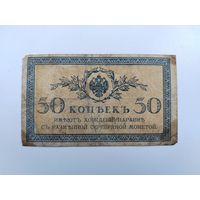 50 КОПѢЕКЪ 50
ИМѢЮТЪ ХОЖДЕНІЕ НАРАВНѢ
СЪ РАЗМѢННОЙ СЕРЕБРЯНОЙ МОНЕТОЙ.